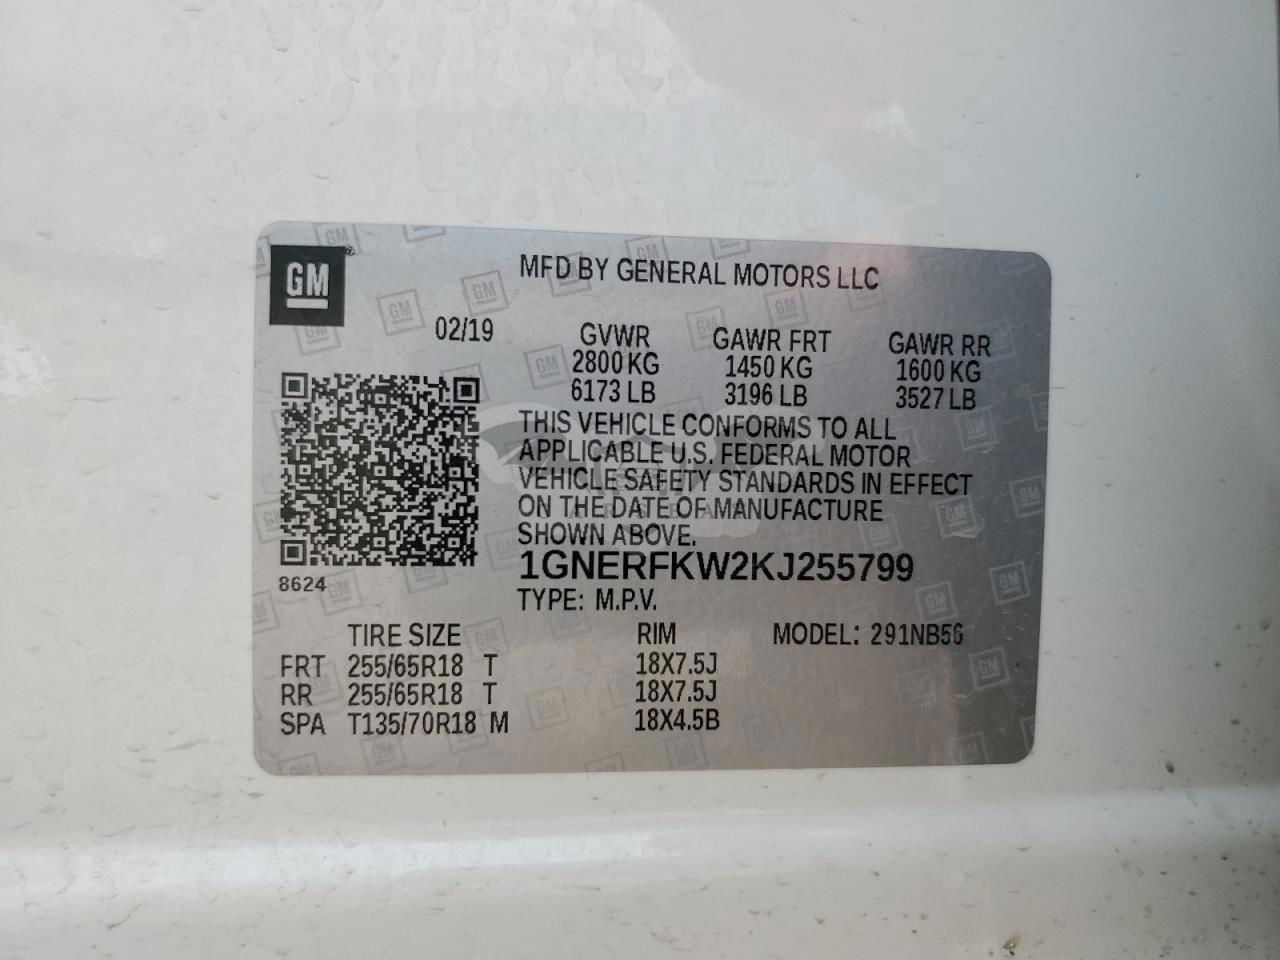 GM
MFD BY GENERAL MOTORS LLC
02/19 GVWR GAWR FRT GAWR RR
2800 KG 1450 KG 1600 KG
6173 LB 3196 LB 3527 LB
THIS VEHICLE CONFORMS TO ALL
APPLICABLE U.S. FEDERAL MOTOR
VEHICLE SAFETY STANDARDS IN EFFECT
ON THE DATE OF MANUFACTURE
SHOWN ABOVE.
1GNERFKW2KJ255799
8624
TYPE: M.P.V.
TIRE SIZE RIM MODEL: 291NB56
FRT 255/65R18 T 18X7.5J
RR 255/65R18 T 18X7.5J
SPA T135/70R18 M 18X4.5B